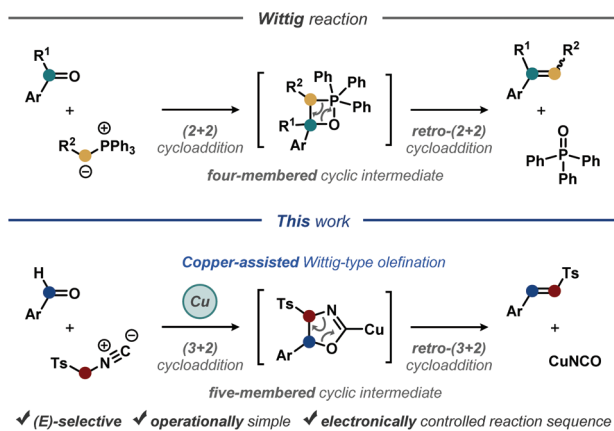 Wittig reaction
R¹
O
Ar
+
R²
⊕
PPh₃
⊖
(2+2)
cycloaddition
R²
Ph
Ph
P
Ph
R¹
O
Ar
four-membered cyclic intermediate
retro-(2+2)
cycloaddition
R¹
R²
Ar
+
O
Ph
P
Ph
Ph
This work
Copper-assisted Wittig-type olefination
H
O
Ar
+
Ts
⊕
N
C
⊖
Cu
(3+2)
cycloaddition
Ts
N
Cu
Ar
O
five-membered cyclic intermediate
retro-(3+2)
cycloaddition
Ts
Ar
+
CuNCO
✓ (E)-selective ✓ operationally simple ✓ electronically controlled reaction sequence